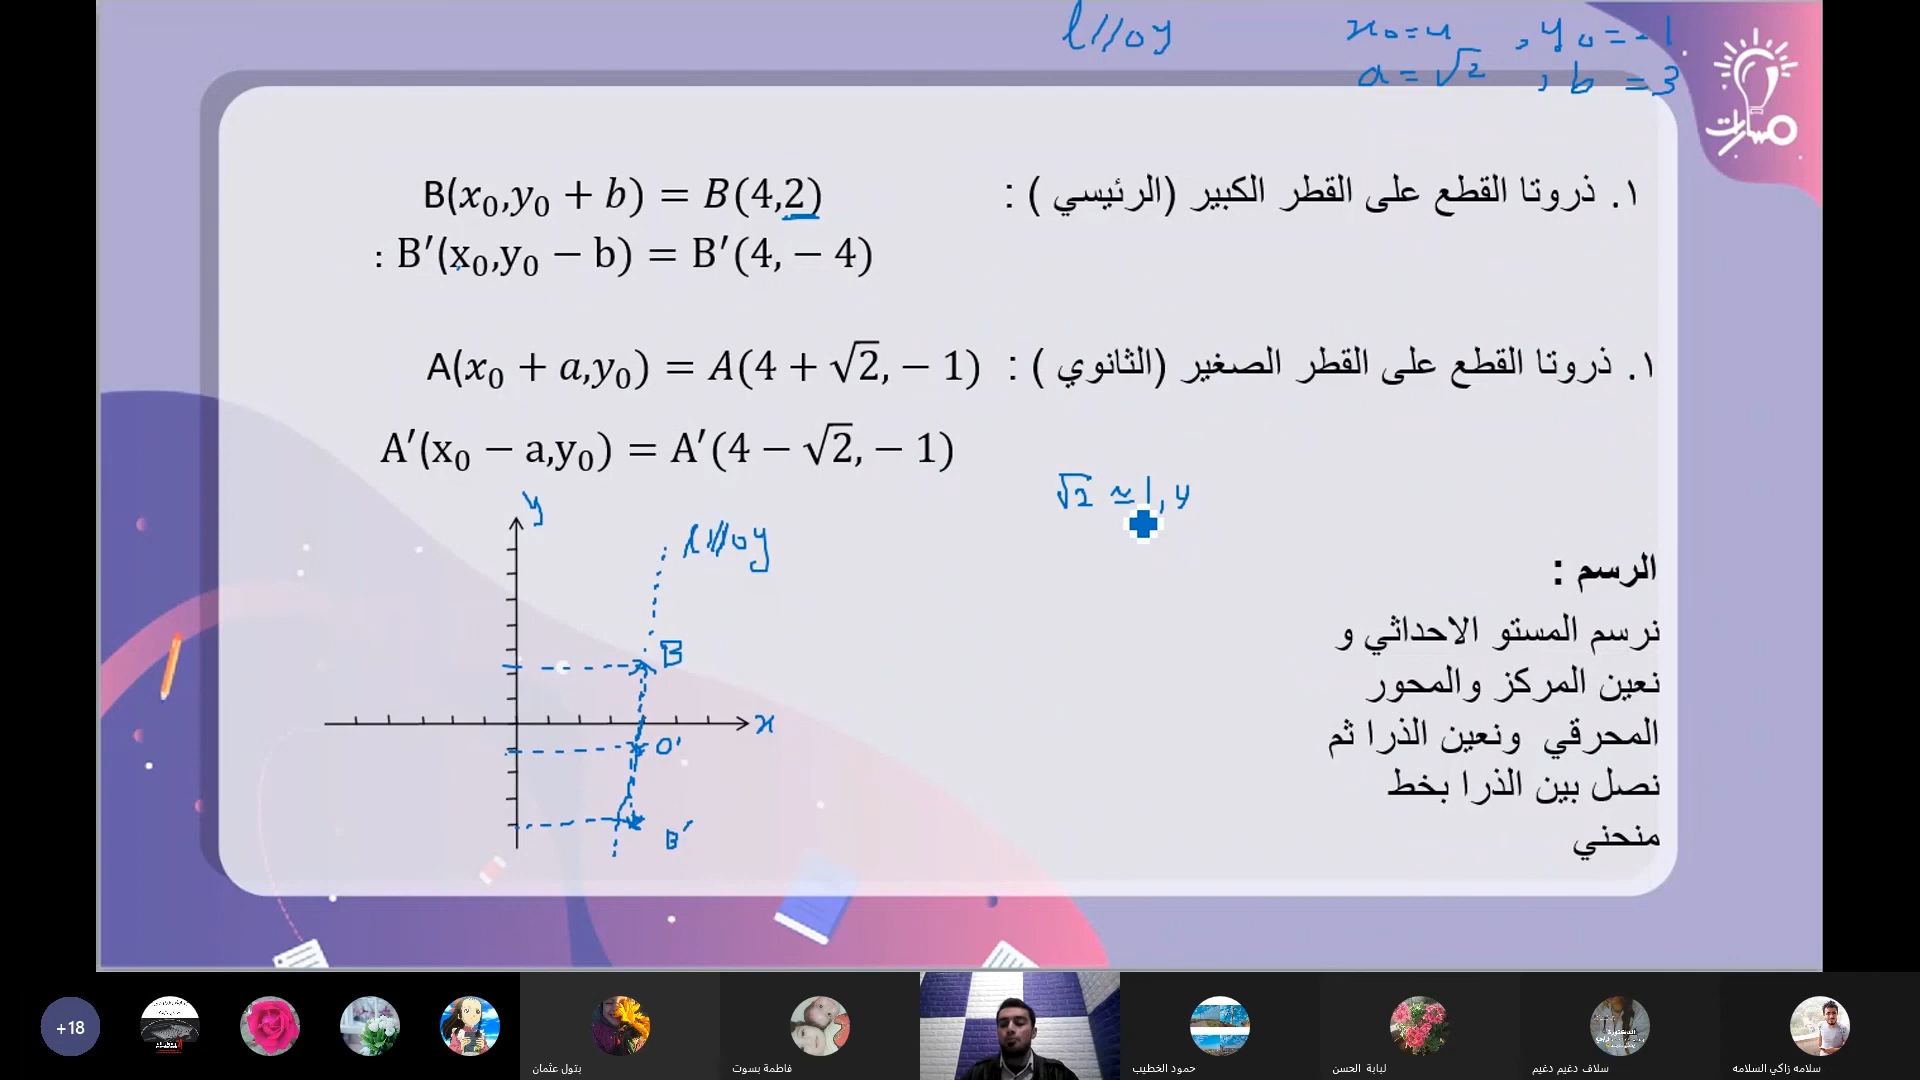 l//oy
x₀=4 , y₀=-1
a=√2 , b=3
مسارات
١. ذروتا القطع على القطر الكبير (الرئيسي ) : B(x₀,y₀ + b) = B(4,2)
: B′(x₀,y₀ − b) = B′(4, − 4)
١. ذروتا القطع على القطر الصغير (الثانوي ) : A(x₀ + a,y₀) = A(4 + √2, − 1)
A′(x₀ − a,y₀) = A′(4 − √2, − 1)
√2 ≃ 1,4
y
l//oy
B
x
O'
B'
الرسم :
نرسم المستو الاحداثي و
نعين المركز والمحور
المحرقي ونعين الذرا ثم
نصل بين الذرا بخط
منحني
+18
بتول عثمان
فاطمة بسوت
حمود الخطيب
لبابة الحسن
سلاف دغيم دغيم
سلامه زاكي السلامه